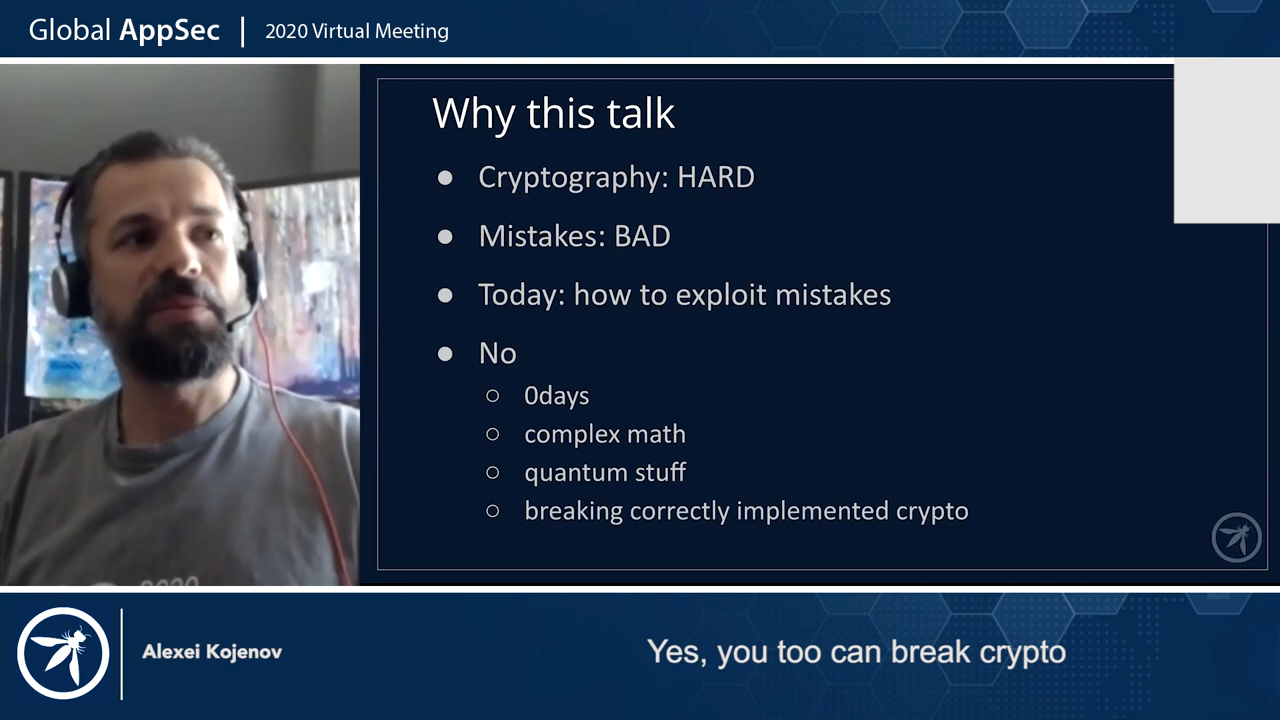 Global AppSec | 2020 Virtual Meeting
Why this talk
● Cryptography: HARD
● Mistakes: BAD
● Today: how to exploit mistakes
● No
○ 0days
○ complex math
○ quantum stuff
○ breaking correctly implemented crypto
Alexei Kojenov
Yes, you too can break crypto